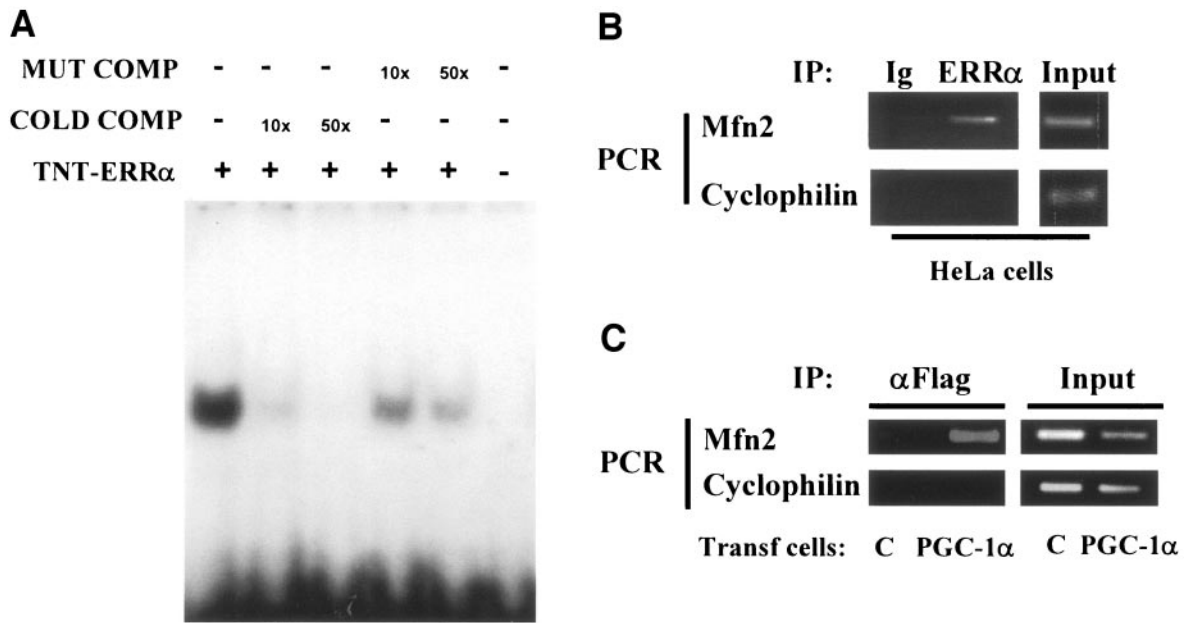 A
MUT COMP - - - 10x 50x -
COLD COMP - 10x 50x - - -
TNT-ERRα + + + + + -
B
IP: Ig ERRα Input
PCR
Mfn2
Cyclophilin
HeLa cells
C
IP: αFlag Input
PCR
Mfn2
Cyclophilin
Transf cells: C PGC-1α C PGC-1α